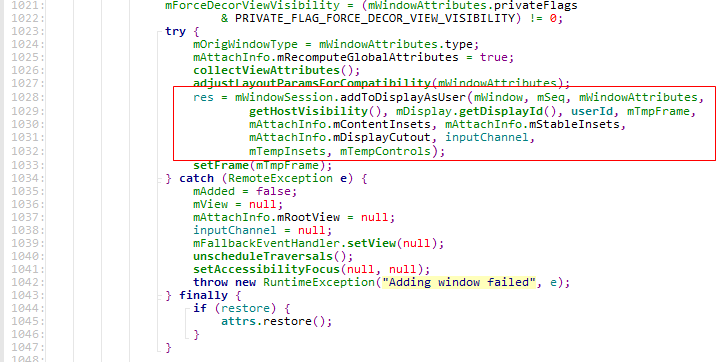 1021: mForceDecorViewVisibility = (mWindowAttributes.privateFlags
1022: & PRIVATE_FLAG_FORCE_DECOR_VIEW_VISIBILITY) != 0;
1023: try {
1024: mOrigWindowType = mWindowAttributes.type;
1025: mAttachInfo.mRecomputeGlobalAttributes = true;
1026: collectViewAttributes();
1027: adjustLayoutParamsForCompatibility(mWindowAttributes);
1028: res = mWindowSession.addToDisplayAsUser(mWindow, mSeq, mWindowAttributes,
1029: getHostVisibility(), mDisplay.getDisplayId(), userId, mTmpFrame,
1030: mAttachInfo.mContentInsets, mAttachInfo.mStableInsets,
1031: mAttachInfo.mDisplayCutout, inputChannel,
1032: mTempInsets, mTempControls);
1033: setFrame(mTmpFrame);
1034: } catch (RemoteException e) {
1035: mAdded = false;
1036: mView = null;
1037: mAttachInfo.mRootView = null;
1038: inputChannel = null;
1039: mFallbackEventHandler.setView(null);
1040: unscheduleTraversals();
1041: setAccessibilityFocus(null, null);
1042: throw new RuntimeException("Adding window failed", e);
1043: } finally {
1044: if (restore) {
1045: attrs.restore();
1046: }
1047: }
1048: